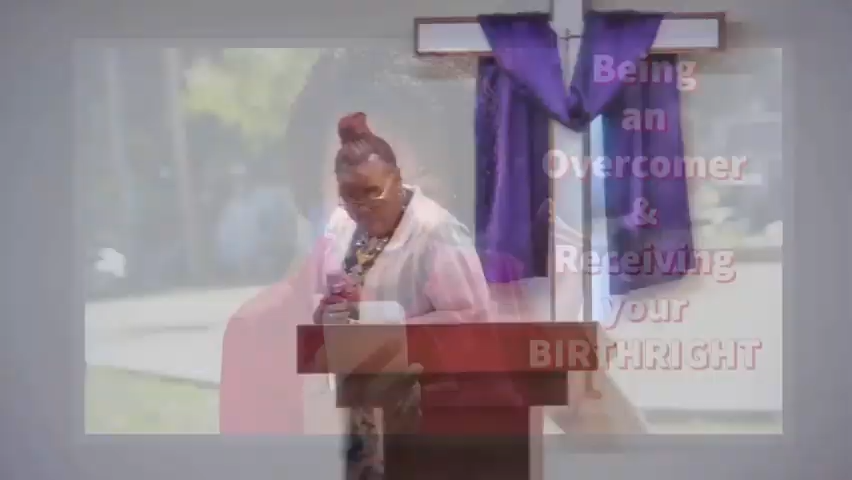 Being
an
Overcomer
&
Receiving
your
BIRTHRIGHT